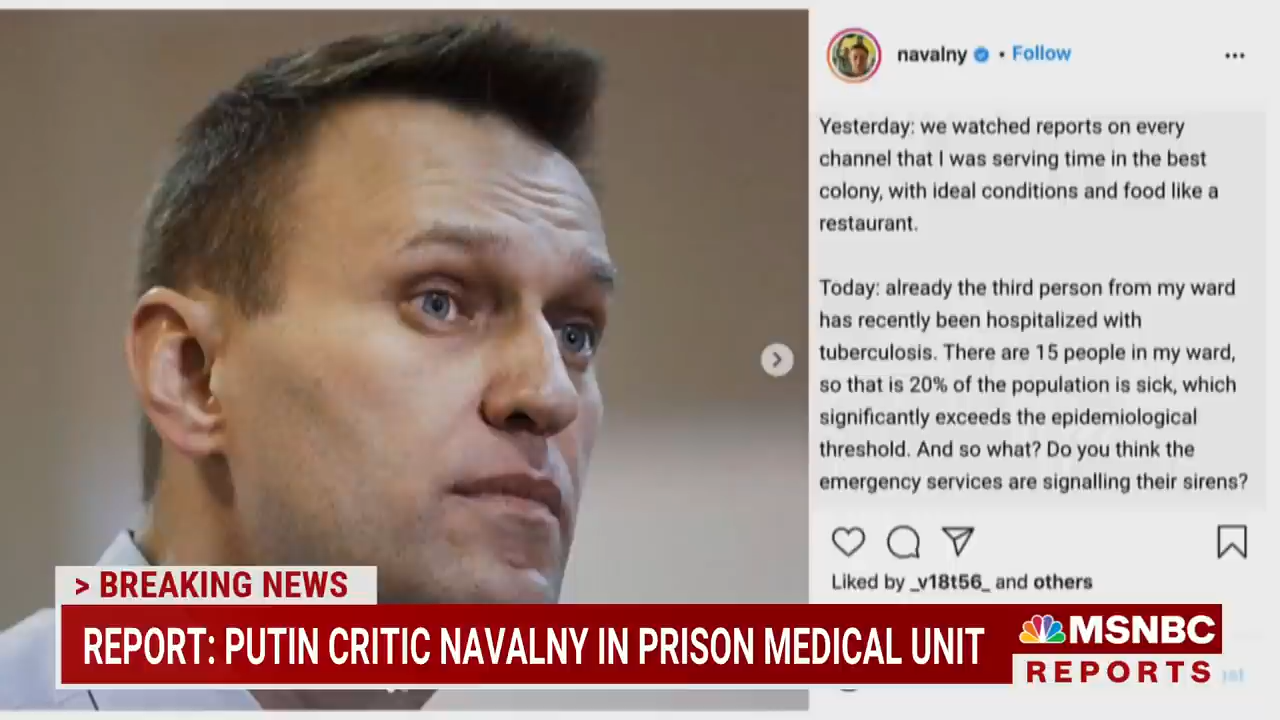 navalny • Follow
Yesterday: we watched reports on every
channel that I was serving time in the best
colony, with ideal conditions and food like a
restaurant.
Today: already the third person from my ward
has recently been hospitalized with
tuberculosis. There are 15 people in my ward,
so that is 20% of the population is sick, which
significantly exceeds the epidemiological
threshold. And so what? Do you think the
emergency services are signalling their sirens?
Liked by _v18t56_ and others
> BREAKING NEWS
REPORT: PUTIN CRITIC NAVALNY IN PRISON MEDICAL UNIT
MSNBC
REPORTS